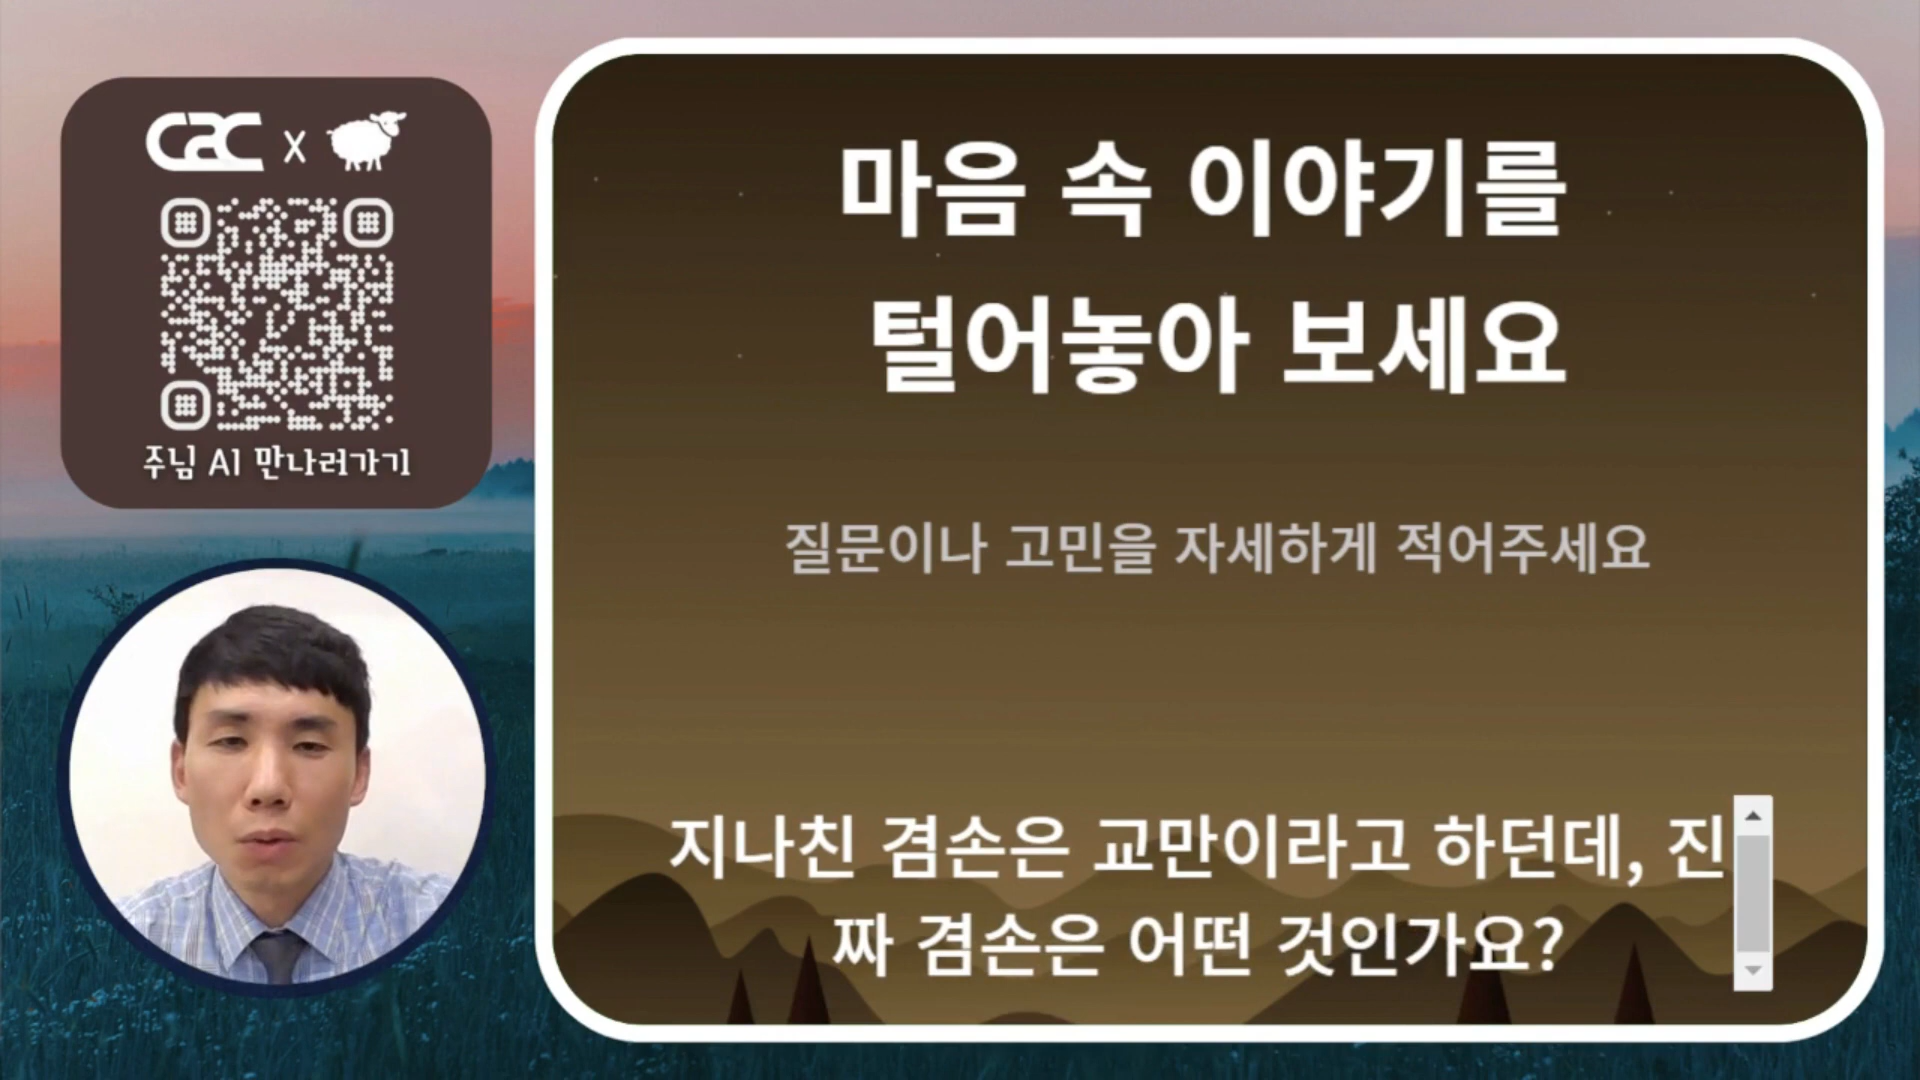 CaC X
주님 AI 만나러가기
마음 속 이야기를
털어놓아 보세요
질문이나 고민을 자세하게 적어주세요
지나친 겸손은 교만이라고 하던데, 진
짜 겸손은 어떤 것인가요?